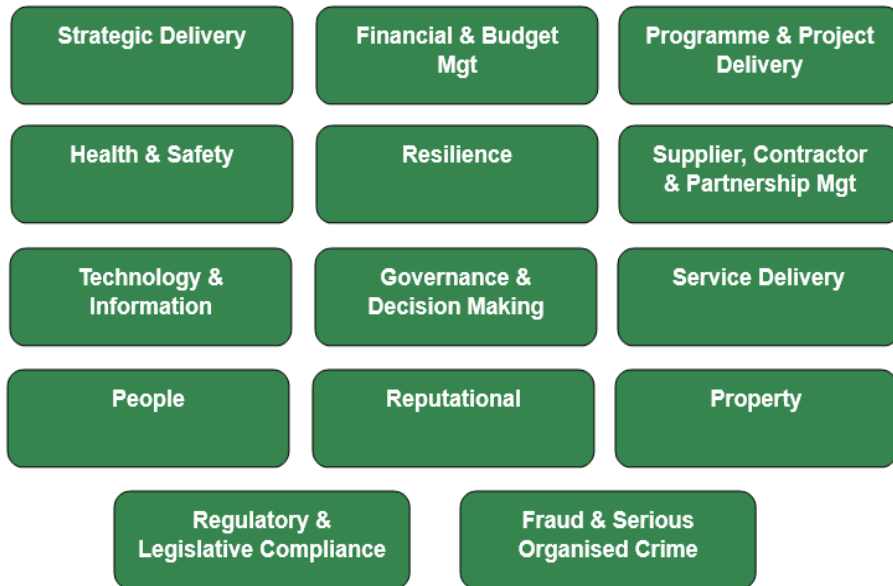 Strategic Delivery
Financial & Budget
Mgt
Programme & Project
Delivery
Health & Safety
Resilience
Supplier, Contractor
& Partnership Mgt
Technology &
Information
Governance &
Decision Making
Service Delivery
People
Reputational
Property
Regulatory &
Legislative Compliance
Fraud & Serious
Organised Crime